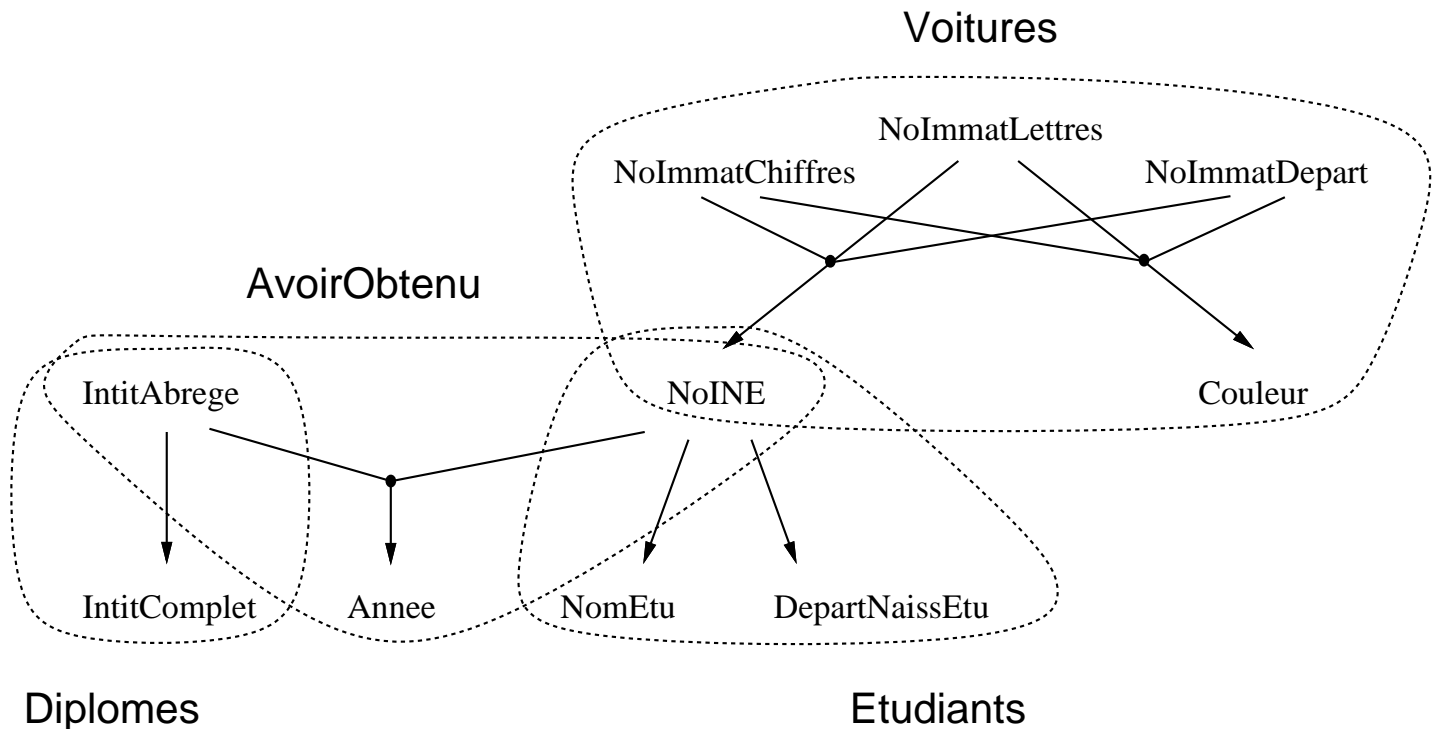 Voitures
NoImmatLettres
NoImmatChiffres NoImmatDepart
AvoirObtenu
IntitAbrege NoINE Couleur
IntitComplet Annee NomEtu DepartNaissEtu
Diplomes Etudiants